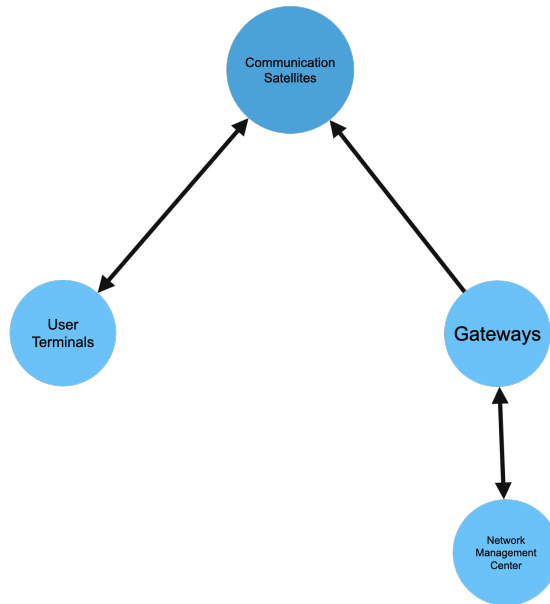 Communication
Satellites
User
Terminals
Gateways
Network
Management
Center